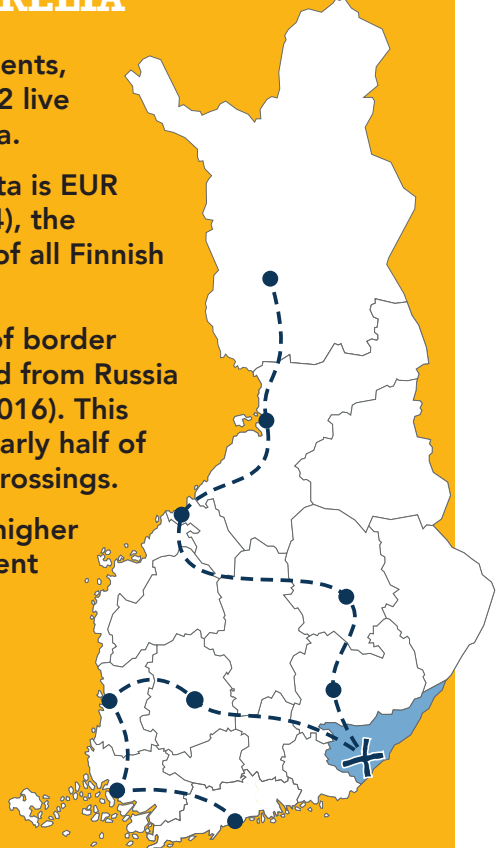 ents,
2 live
a.
ta is EUR
), the
of all Finnish
of border
d from Russia
016). This
arly half of
rossings.
higher
ent